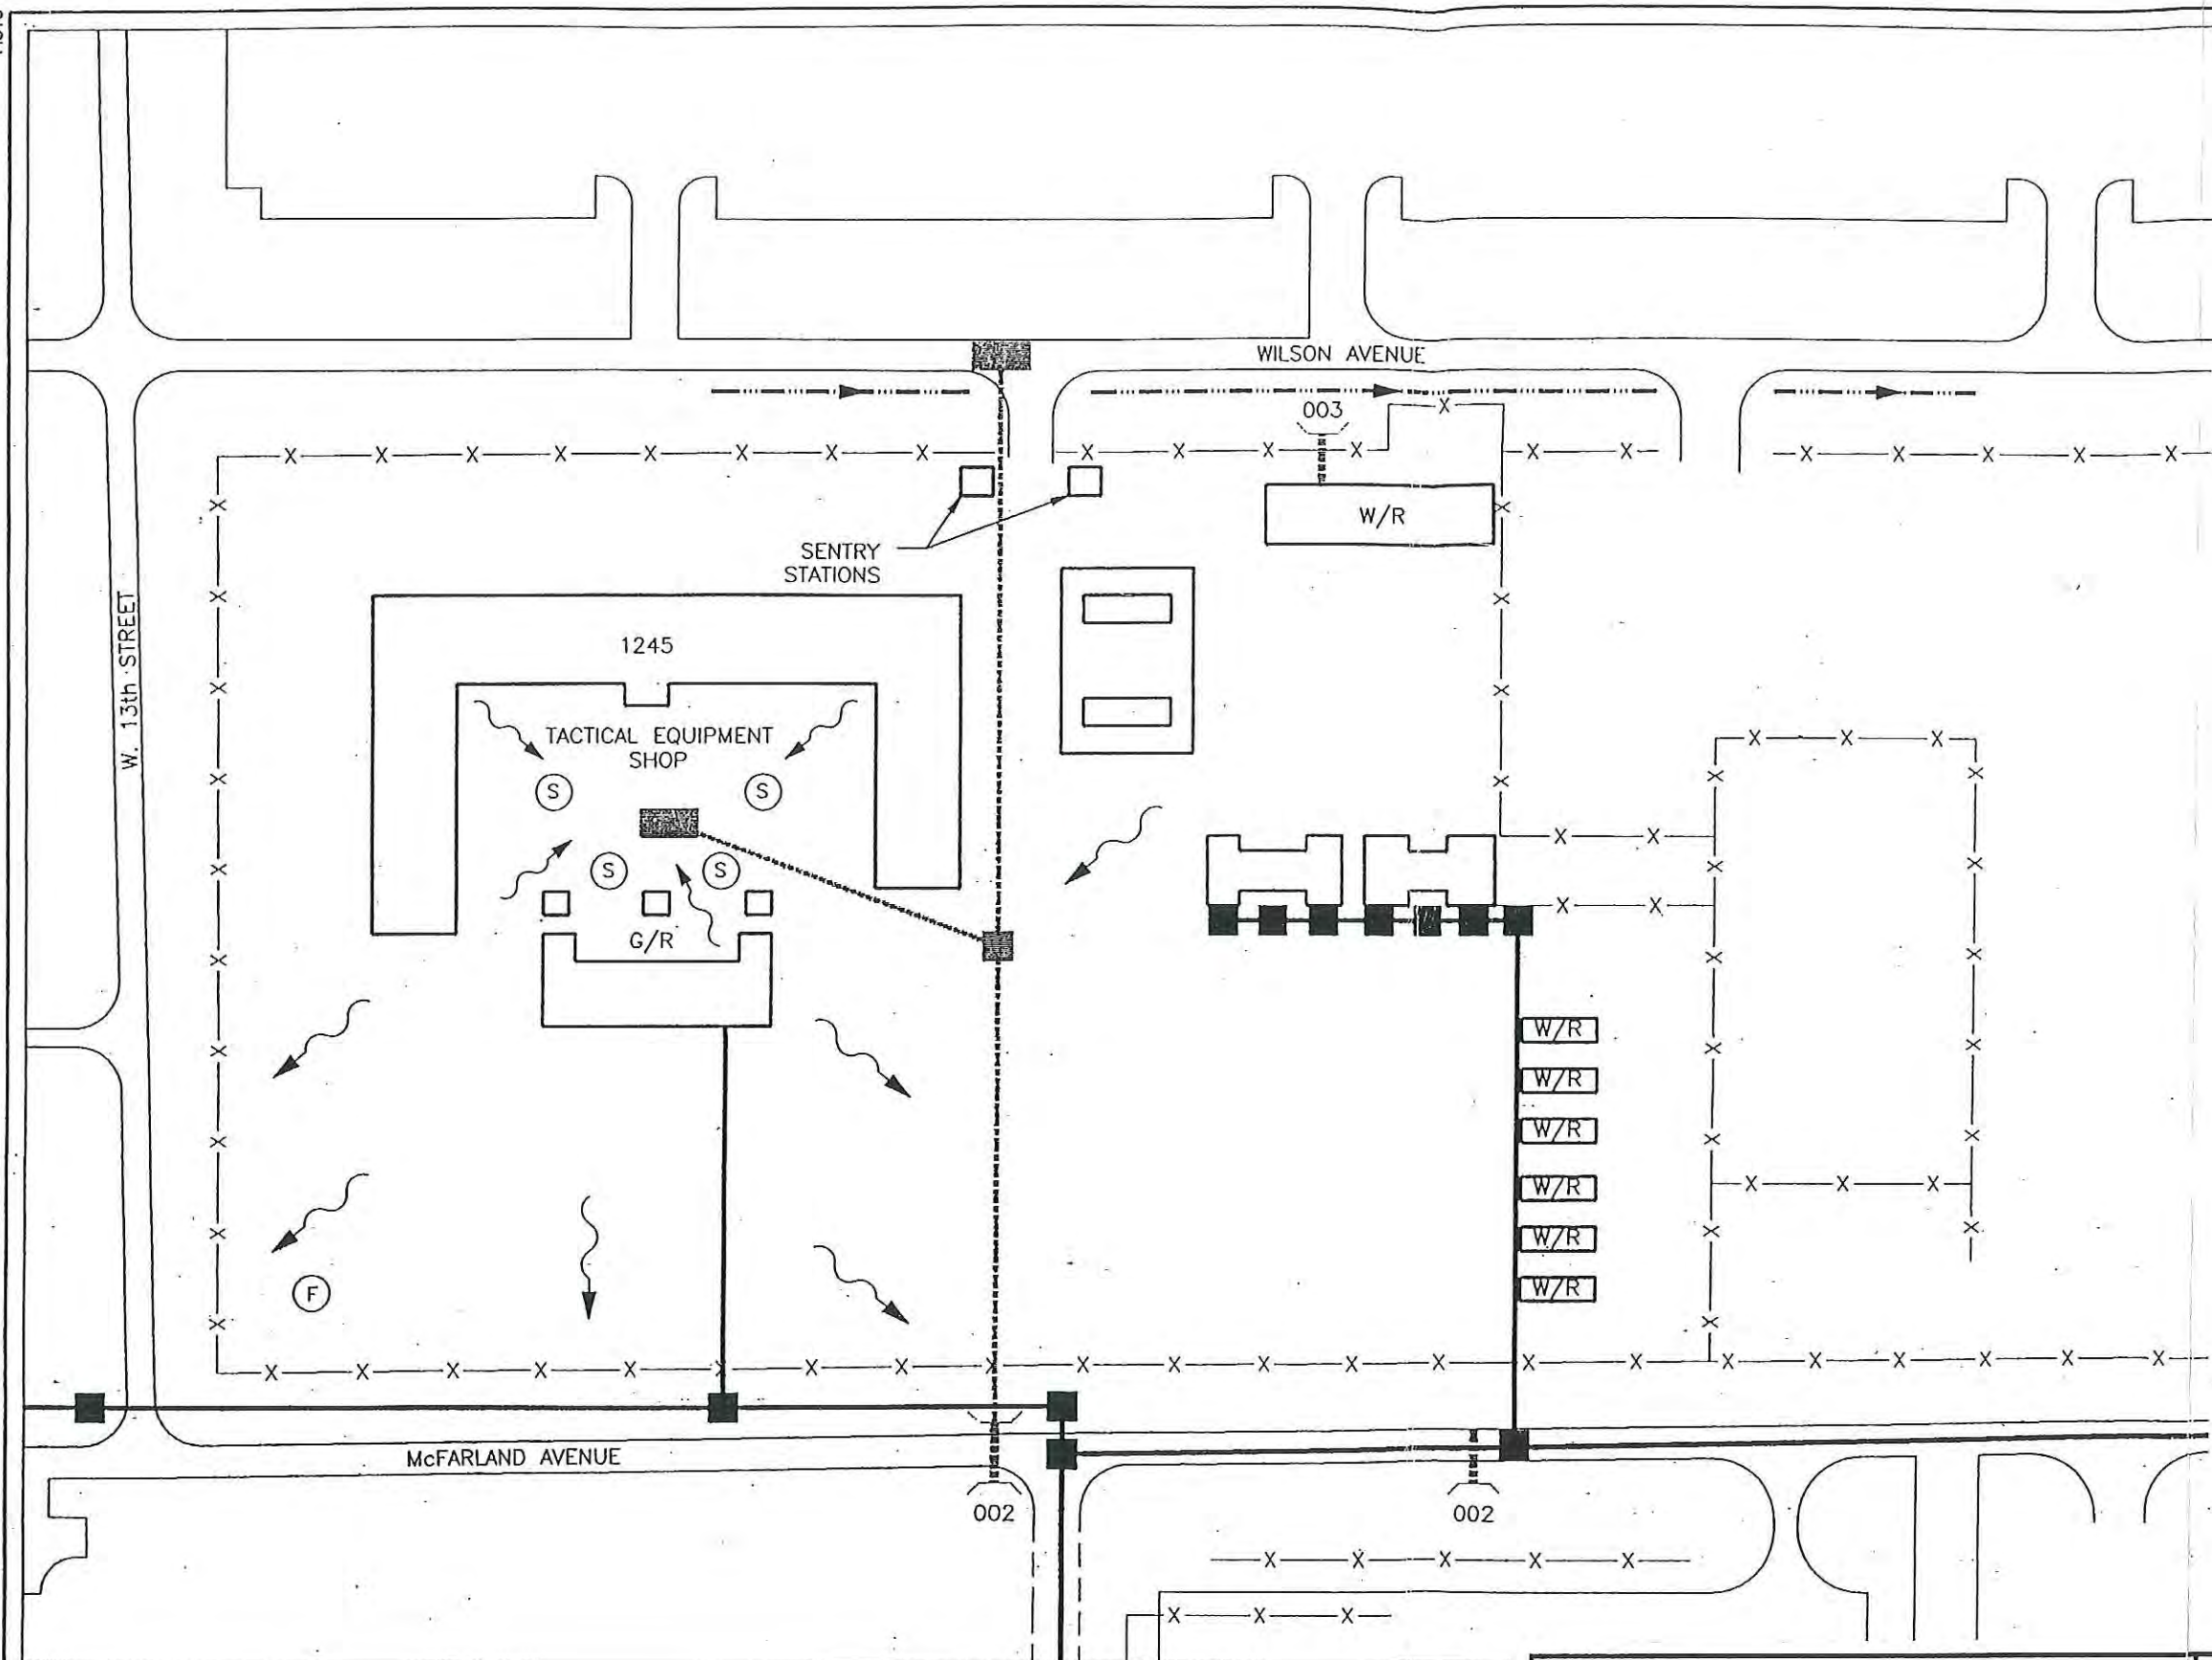 WILSON AVENUE
003
W/R
SENTRY
STATIONS
W. 13th STREET
1245
TACTICAL EQUIPMENT
SHOP
S
S
S
S
G/R
W/R
W/R
W/R
W/R
W/R
W/R
F
McFARLAND AVENUE
002
002